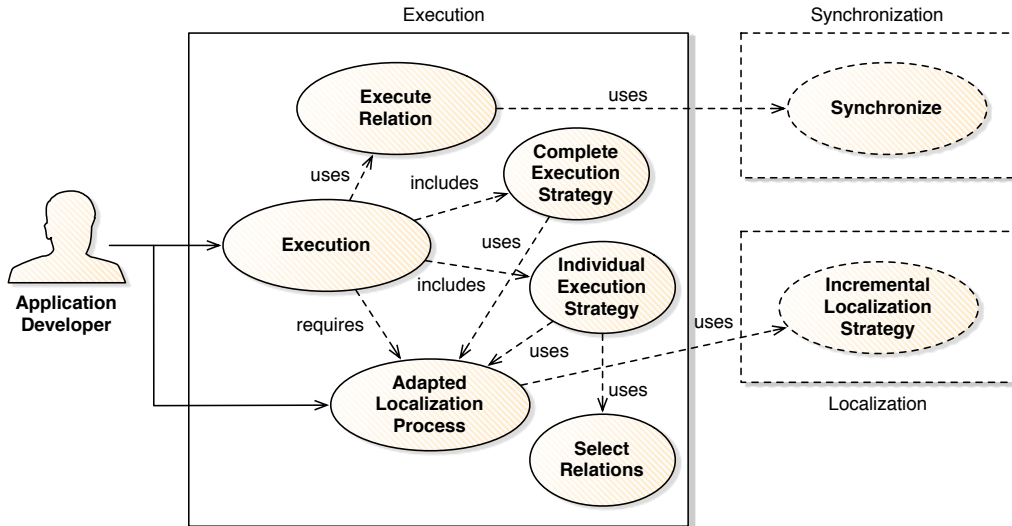 Execution
Synchronization
Execute
Relation
uses
Synchronize
Complete
Execution
Strategy
uses
includes
Execution
uses
Individual
Execution
Strategy
includes
Application
Developer
requires
uses
uses
Incremental
Localization
Strategy
Adapted
Localization
Process
uses
Localization
Select
Relations